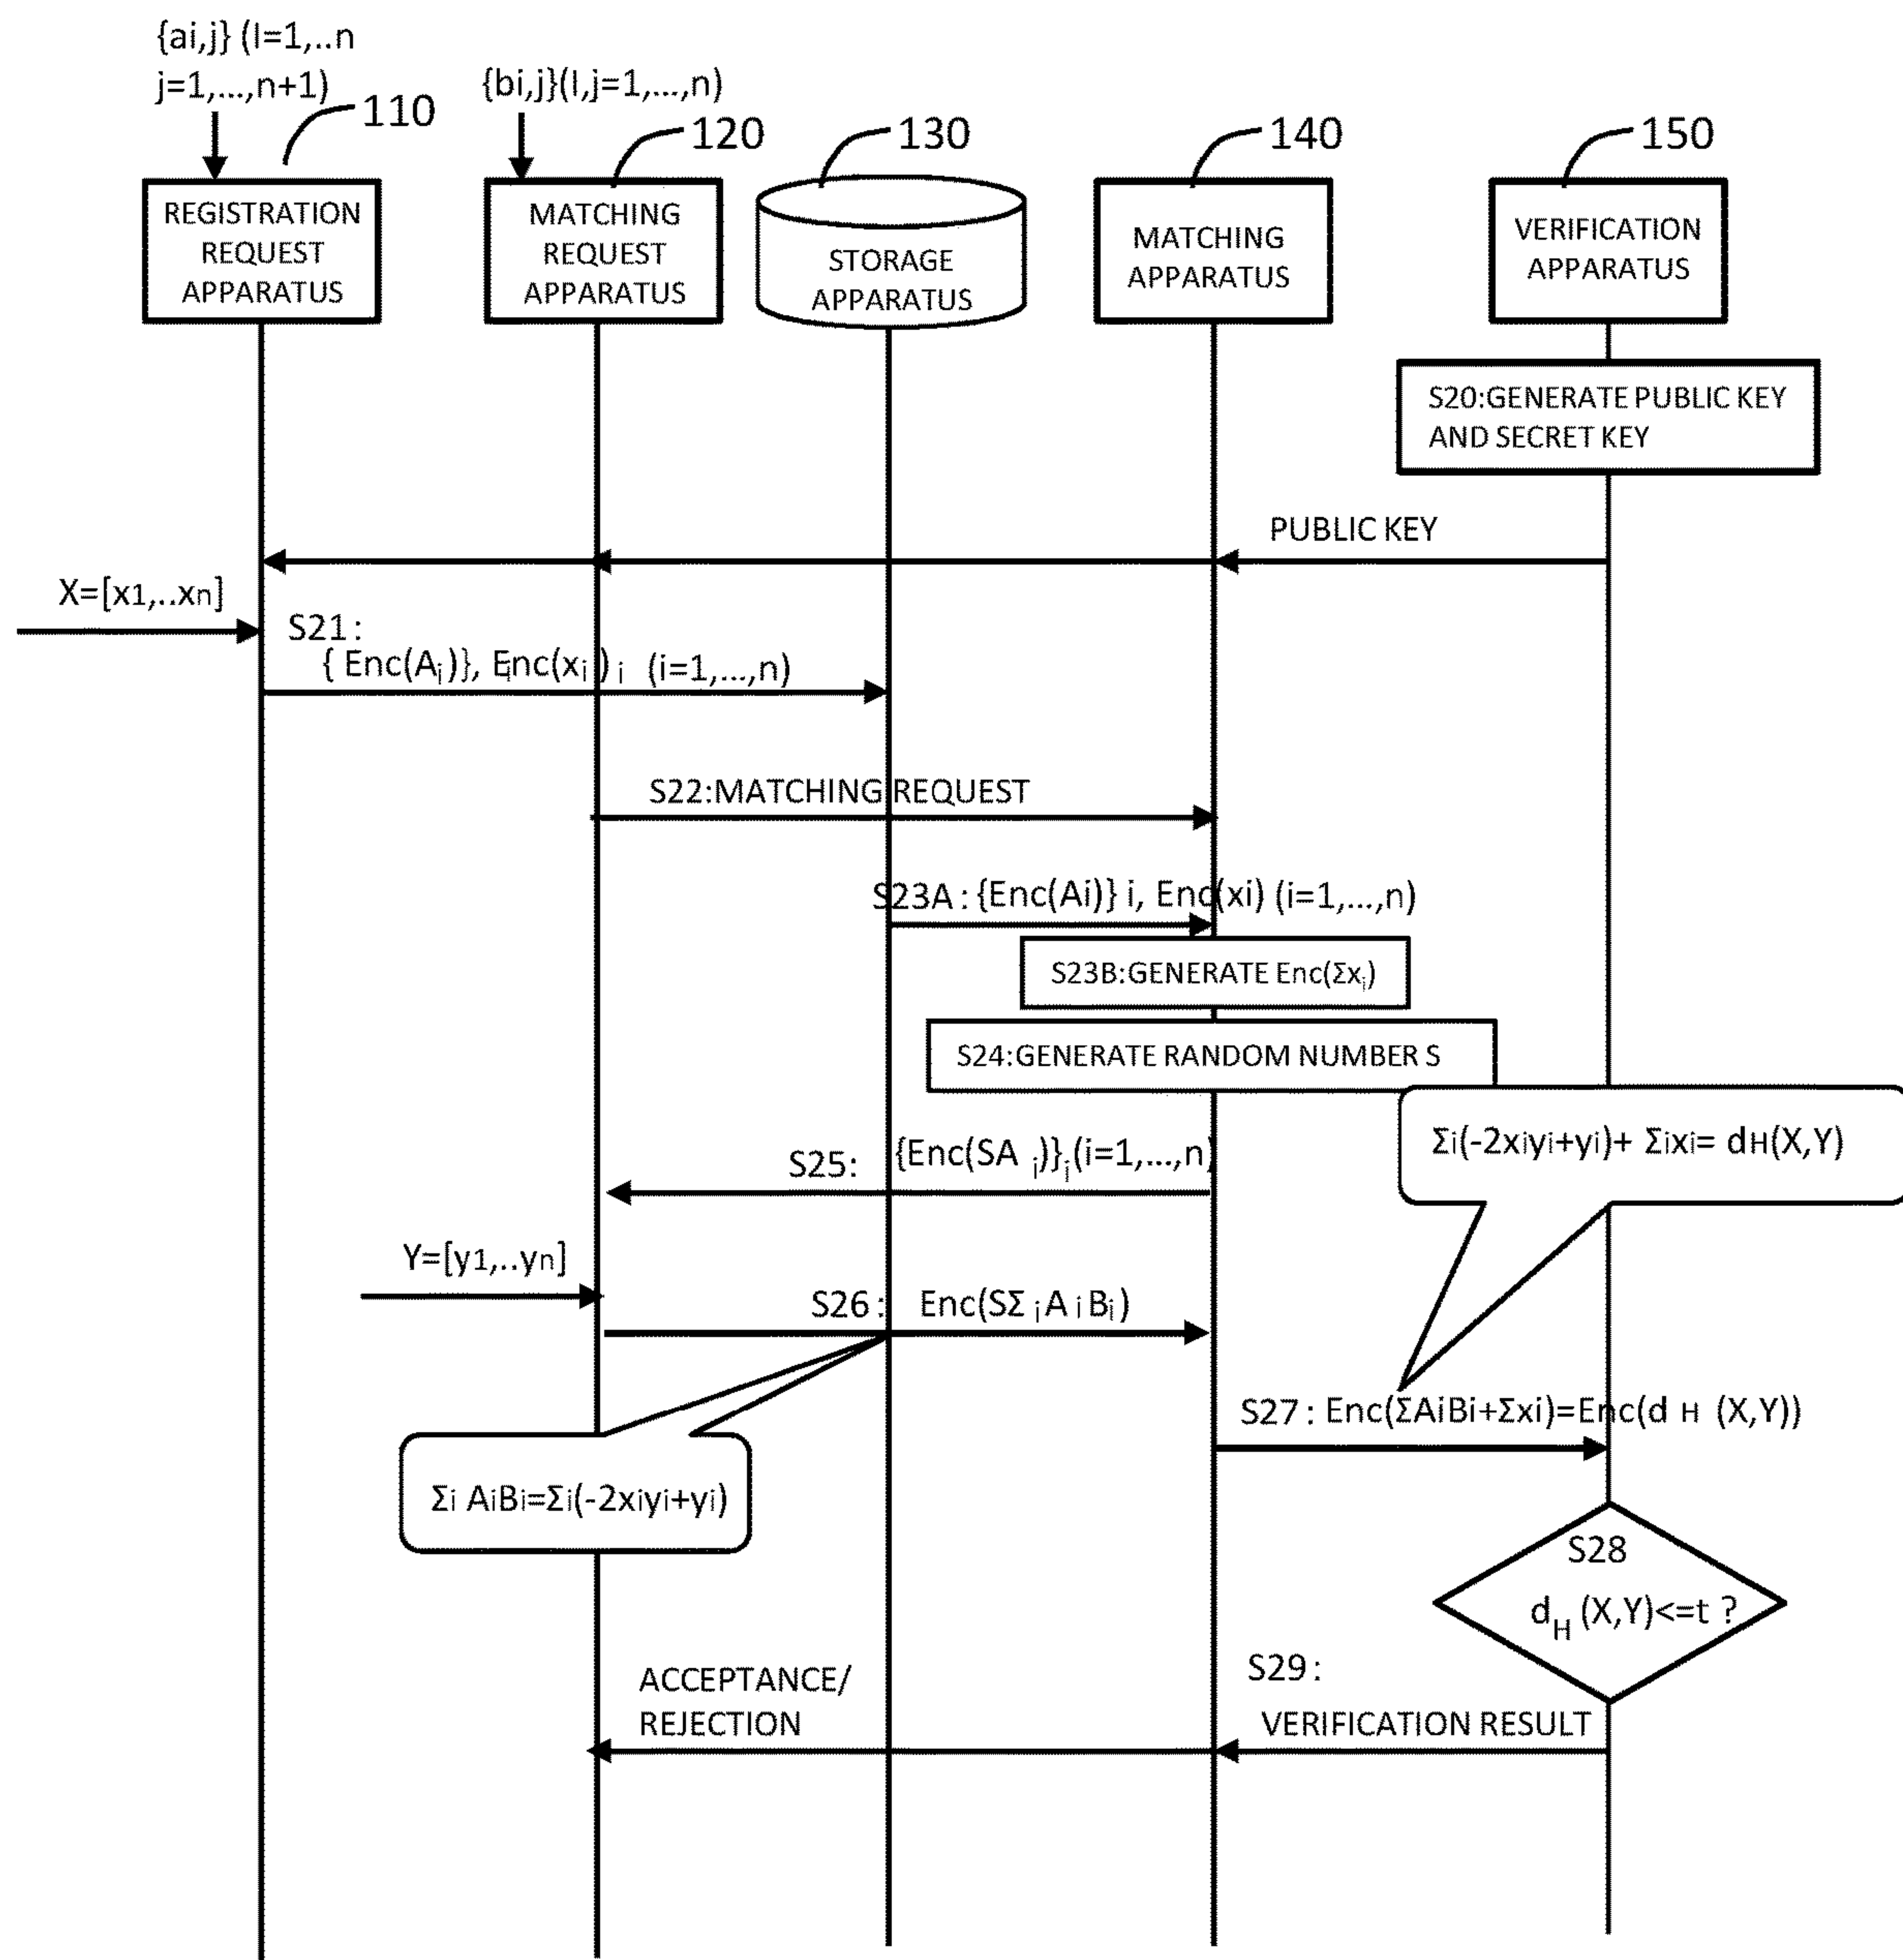 {ai,j} (I=1,..n
j=1,...,n+1)
110
{bi,j}(I,j=1,...,n)
120
130
140
150
REGISTRATION
REQUEST
APPARATUS
MATCHING
REQUEST
APPARATUS
STORAGE
APPARATUS
MATCHING
APPARATUS
VERIFICATION
APPARATUS
S20:GENERATE PUBLIC KEY
AND SECRET KEY
PUBLIC KEY
X=[x1,..xn]
S21:
{ Enc(Ai)}, Eınc(xi ) i (i=1,...,n)
S22:MATCHING REQUEST
S23A : {Enc(Ai)} i, Enc(xi) (i=1,...,n)
S23B:GENERATE Enc(Σxi)
S24:GENERATE RANDOM NUMBER S
Σi(-2xiyi+yi)+ Σixi= dH(X,Y)
S25: {Enc(SA i)}i(i=1,...,n)
Y=[y1,..yn]
S26: Enc(SΣ i A i Bi)
S27 : Enc(ΣAiBi+Σxi)=Enc(d H (X,Y))
Σi AiBi=Σi(-2xiyi+yi)
S28
dH (X,Y)<=t ?
S29:
ACCEPTANCE/
REJECTION
VERIFICATION RESULT